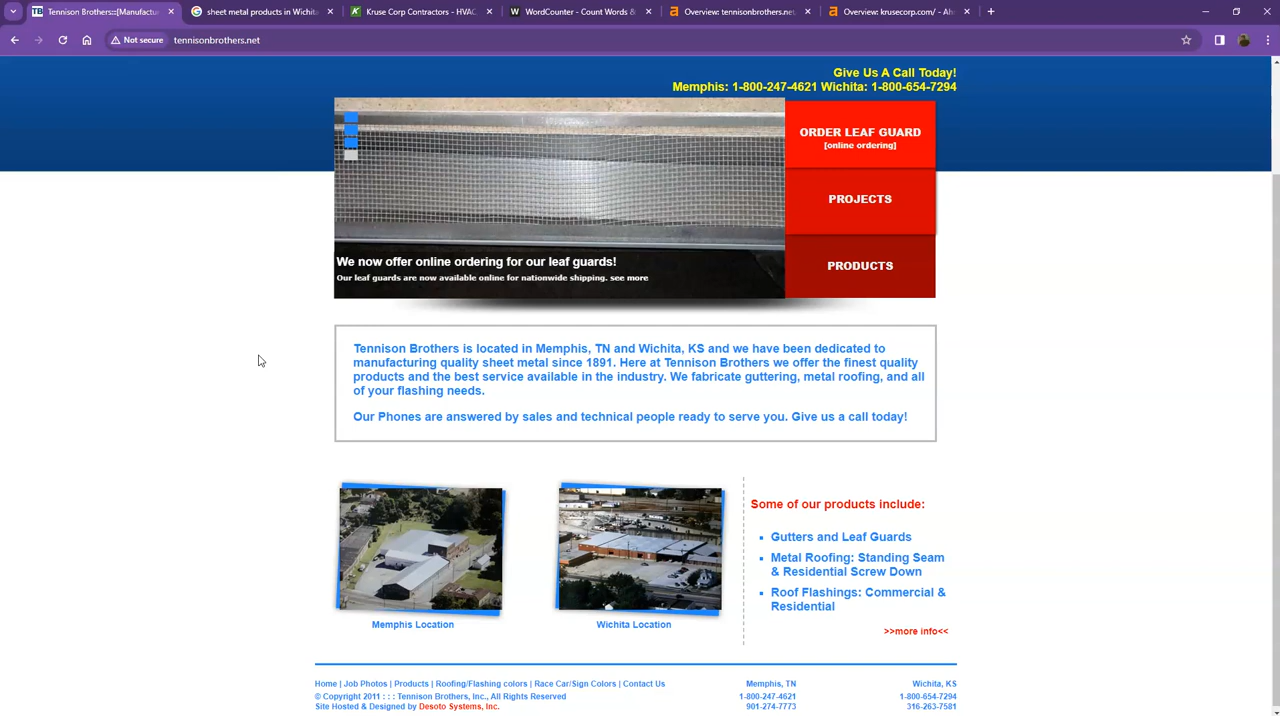 Tennison Brothers:::[Manufactu
sheet metal products in Wichita
Kruse Corp Contractors - HVAC
WordCounter - Count Words &
Overview: tennisonbrothers.net
Overview: krusecorp.com/ - Ah
Not secure
tennisonbrothers.net
Give Us A Call Today!
Memphis: 1-800-247-4621 Wichita: 1-800-654-7294
ORDER LEAF GUARD
[online ordering]
PROJECTS
PRODUCTS
We now offer online ordering for our leaf guards!
Our leaf guards are now available online for nationwide shipping. see more
Tennison Brothers is located in Memphis, TN and Wichita, KS and we have been dedicated to
manufacturing quality sheet metal since 1891. Here at Tennison Brothers we offer the finest quality
products and the best service available in the industry. We fabricate guttering, metal roofing, and all
of your flashing needs.
Our Phones are answered by sales and technical people ready to serve you. Give us a call today!
Some of our products include:
Gutters and Leaf Guards
Metal Roofing: Standing Seam
& Residential Screw Down
Roof Flashings: Commercial &
Residential
>>more info<<
Memphis Location
Wichita Location
Home | Job Photos | Products | Roofing/Flashing colors | Race Car/Sign Colors | Contact Us
© Copyright 2011 : : : Tennison Brothers, Inc., All Rights Reserved
Site Hosted & Designed by Desoto Systems, Inc.
Memphis, TN
1-800-247-4621
901-274-7773
Wichita, KS
1-800-654-7294
316-263-7581